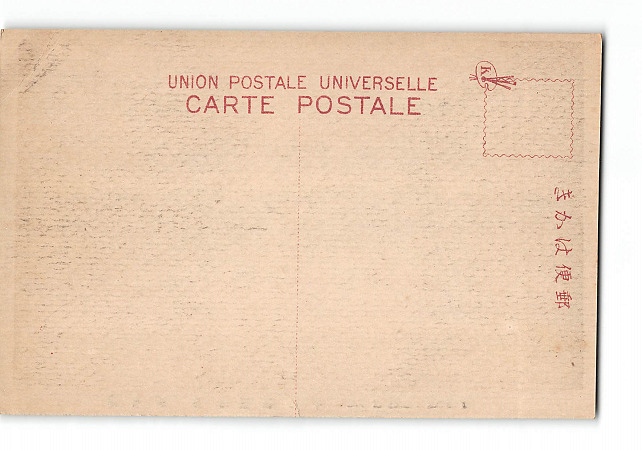 UNION POSTALE UNIVERSELLE
CARTE POSTALE
K
きかは便郵